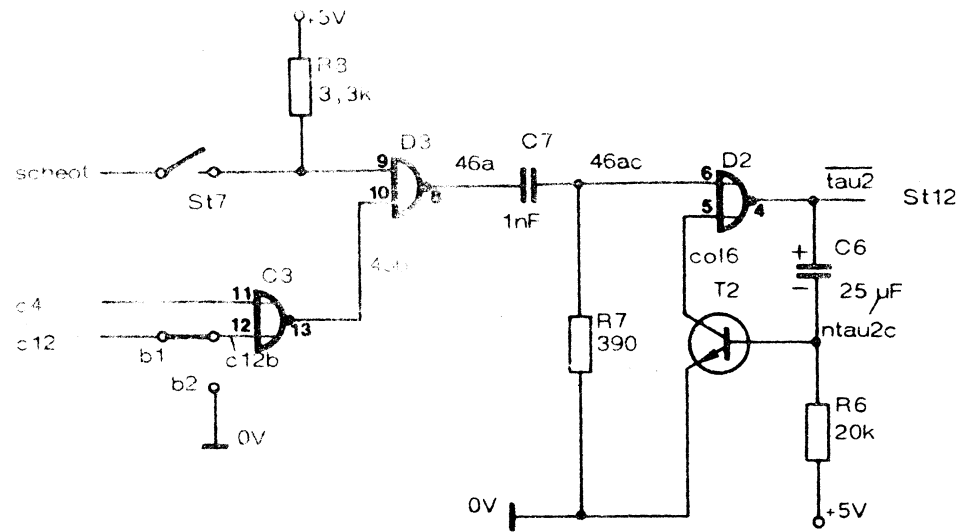 +5V
R3
3,3k
D3
C7
D2
scheot
9
46a
46ac
6
tau2
10
8
St7
1nF
5
4
St12
col6
C6
+
C3
T2
–
25 µF
c4
11
12
13
R7
390
ntau2c
c12
b1
c12b
b2
R6
20k
0V
0V
+5V